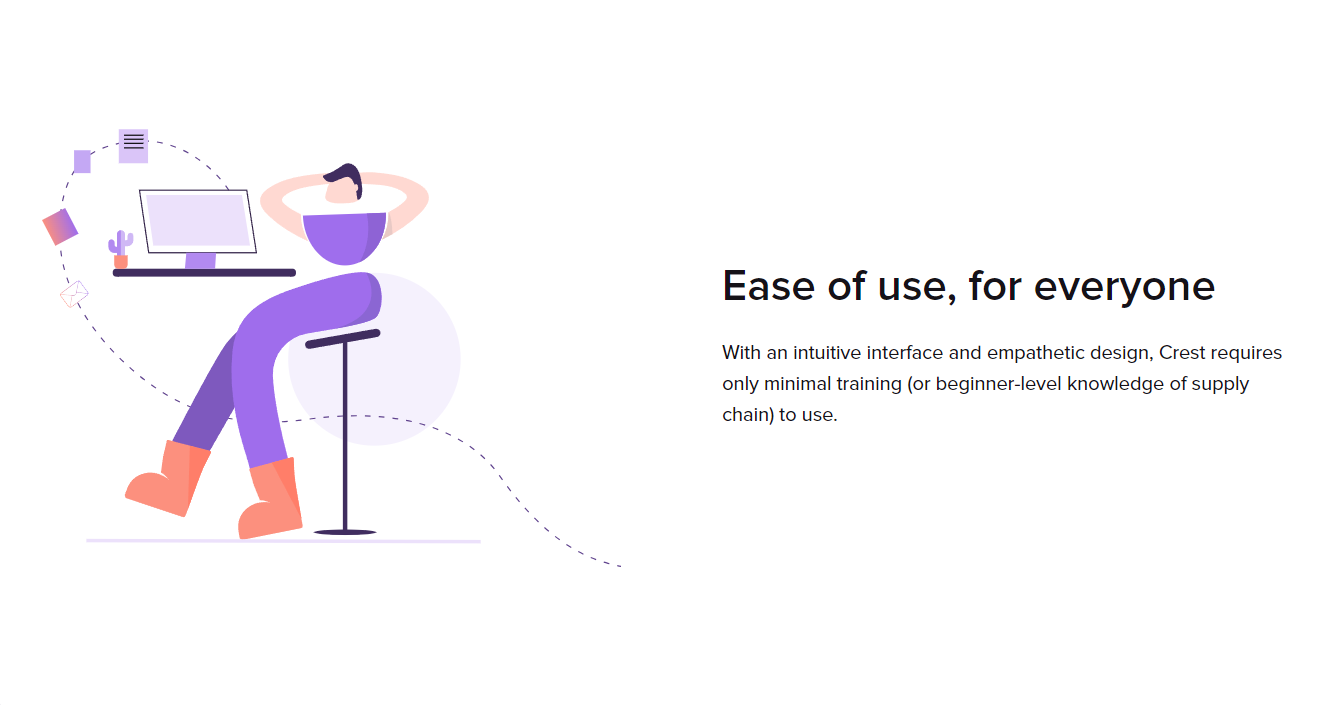 Ease of use, for everyone
With an intuitive interface and empathetic design, Crest requires
only minimal training (or beginner-level knowledge of supply
chain) to use.